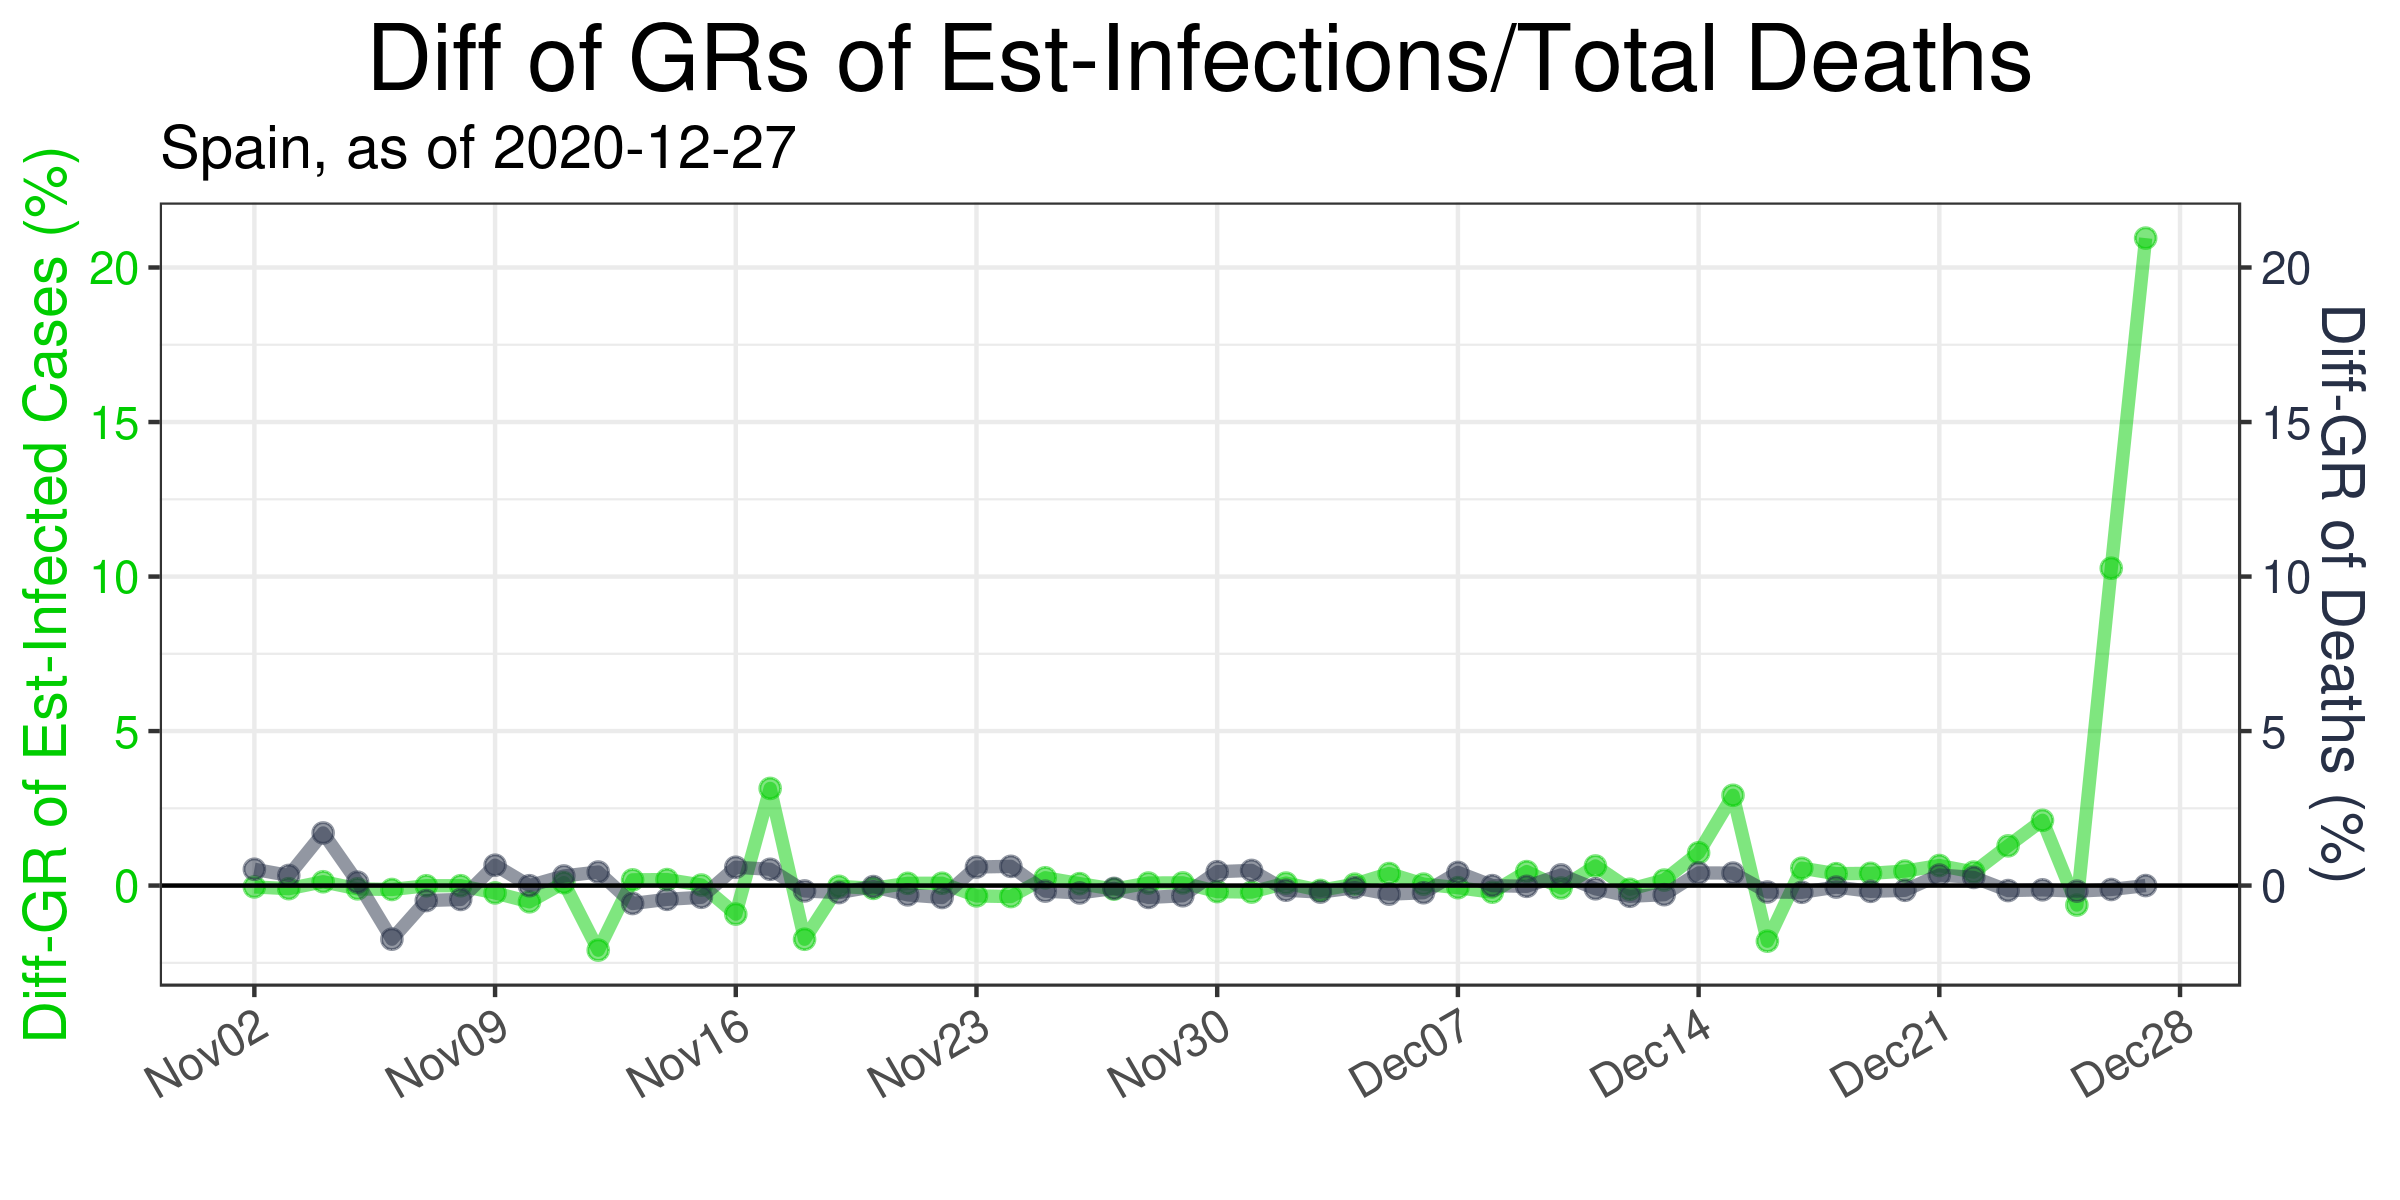 Diff of GRs of Est-Infections/Total Deaths
Spain, as of 2020-12-27
Diff-GR of Est-Infected Cases (%)
20
15
10
5
0
20
15
10
5
0
Diff-GR of Deaths (%)
Nov02
Nov09
Nov16
Nov23
Nov30
Dec07
Dec14
Dec21
Dec28